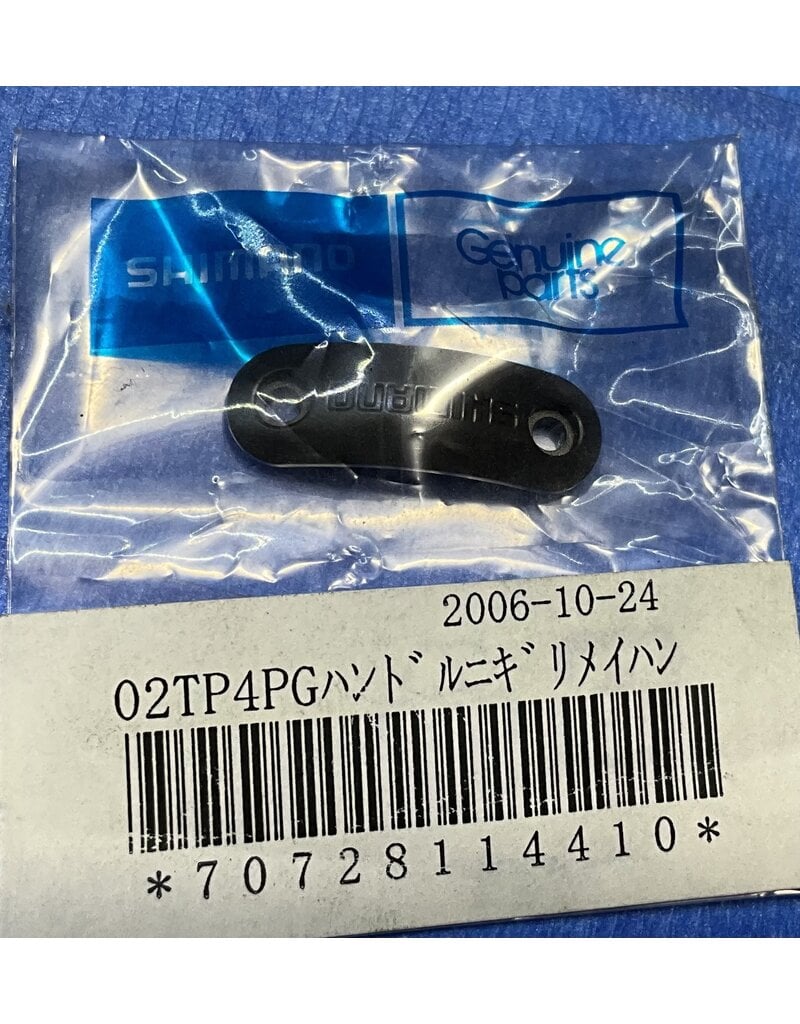 SHIMANO
Genuine
parts
SHIMANO
2006-10-24
02TP4PGﾊﾝﾄﾞﾙﾆｷﾞﾘﾒｲﾊﾝ
*70728114410*